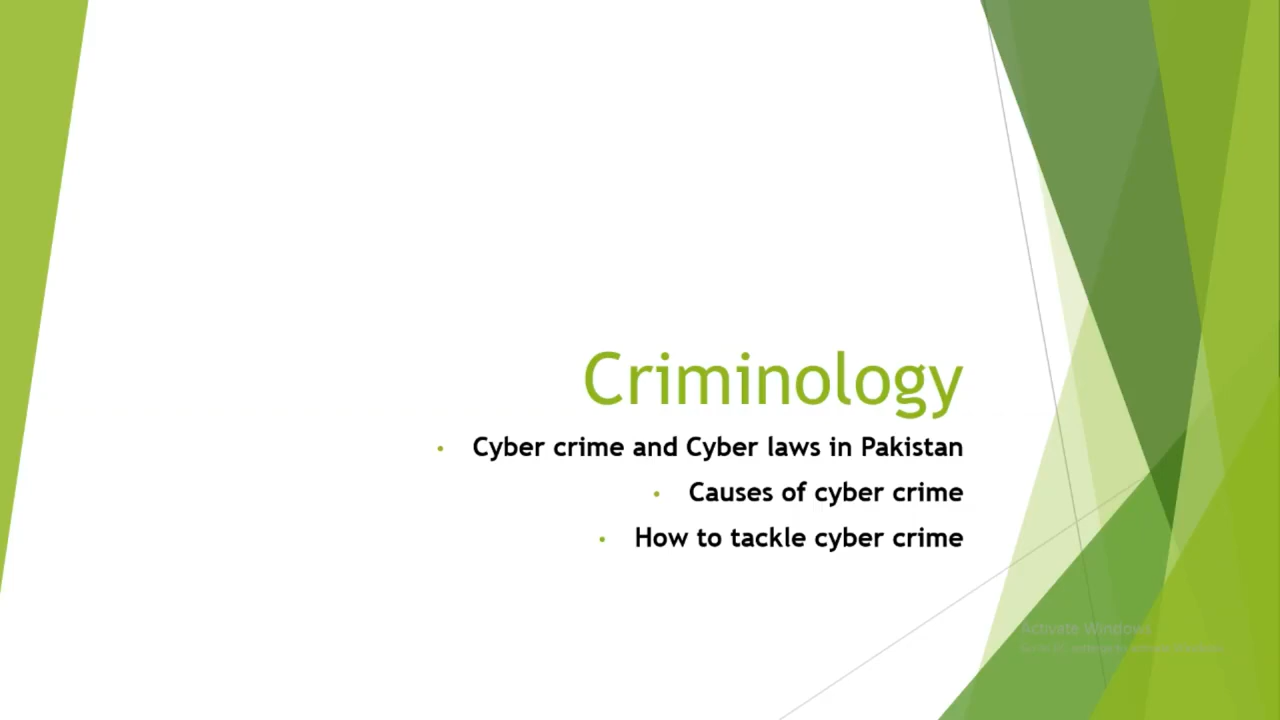 Criminology
• Cyber crime and Cyber laws in Pakistan
• Causes of cyber crime
• How to tackle cyber crime
Activate Windows